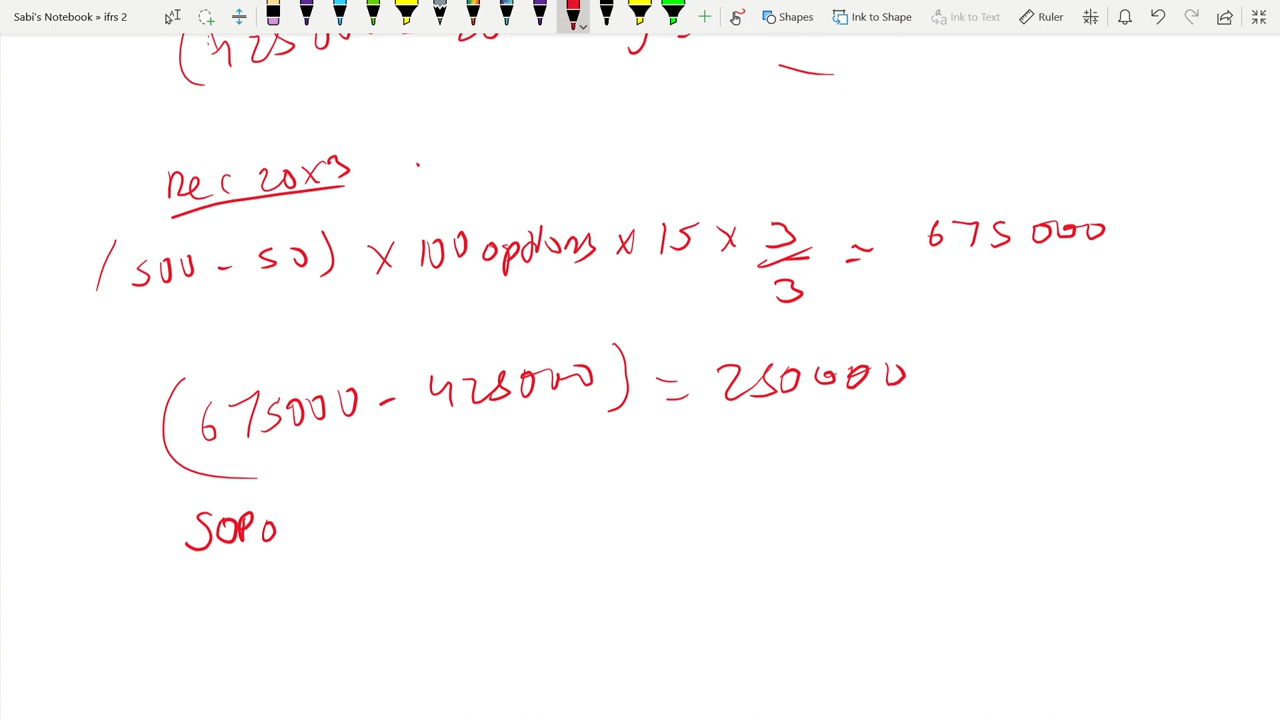 Sabi's Notebook » ifrs 2
Shapes
Ink to Shape
Ink to Text
Ruler
(425000
Dec 20x3
(500 - 50) x 100 options x 15 x 3/3 = 675000
(675000 - 425000) = 250000
SOPO